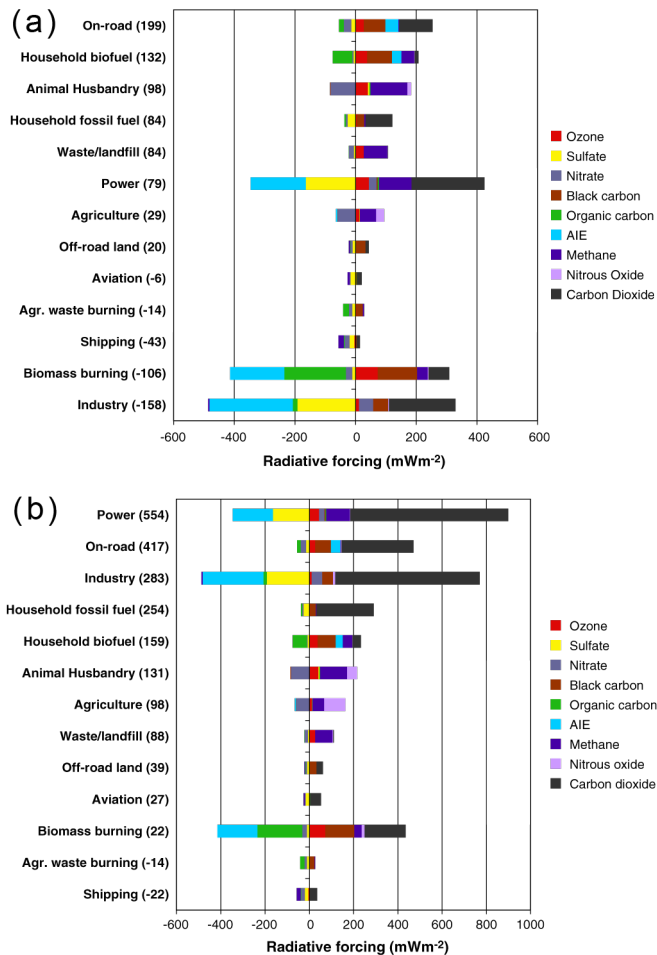 (a)
On-road (199)
Household biofuel (132)
Animal Husbandry (98)
Household fossil fuel (84)
Waste/landfill (84)
Power (79)
Agriculture (29)
Off-road land (20)
Aviation (-6)
Agr. waste burning (-14)
Shipping (-43)
Biomass burning (-106)
Industry (-158)
Ozone
Sulfate
Nitrate
Black carbon
Organic carbon
AIE
Methane
Nitrous Oxide
Carbon Dioxide
-600 -400 -200 0 200 400 600
Radiative forcing (mWm-2)
(b)
Power (554)
On-road (417)
Industry (283)
Household fossil fuel (254)
Household biofuel (159)
Animal Husbandry (131)
Agriculture (98)
Waste/landfill (88)
Off-road land (39)
Aviation (27)
Biomass burning (22)
Agr. waste burning (-14)
Shipping (-22)
Ozone
Sulfate
Nitrate
Black carbon
Organic carbon
AIE
Methane
Nitrous oxide
Carbon dioxide
-600 -400 -200 0 200 400 600 800 1000
Radiative forcing (mWm-2)